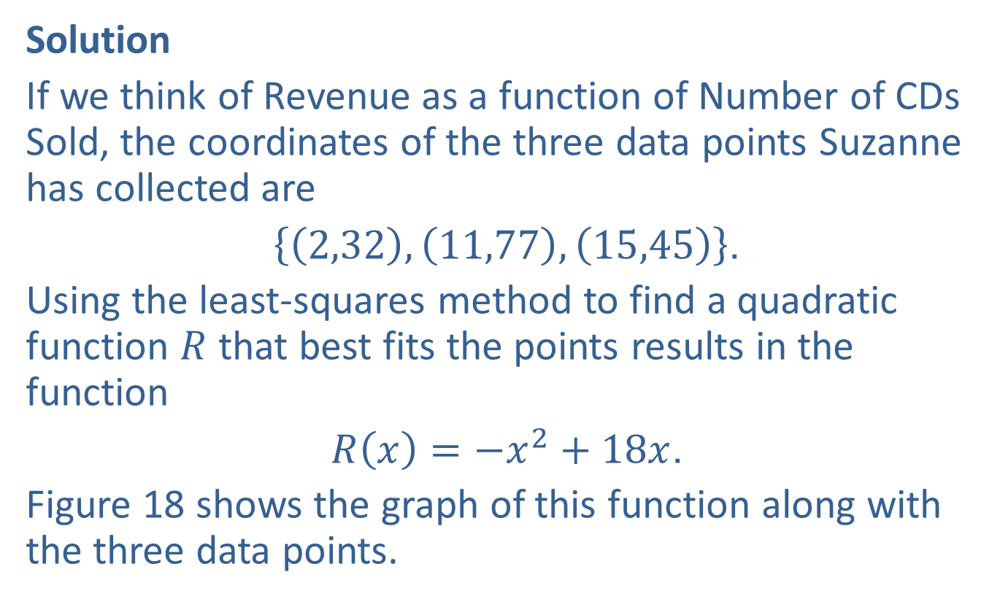 Solution
If we think of Revenue as a function of Number of CDs
Sold, the coordinates of the three data points Suzanne
has collected are
{(2,32), (11,77), (15,45)}.
Using the least-squares method to find a quadratic
function R that best fits the points results in the
function
R(x) = −x² + 18x.
Figure 18 shows the graph of this function along with
the three data points.